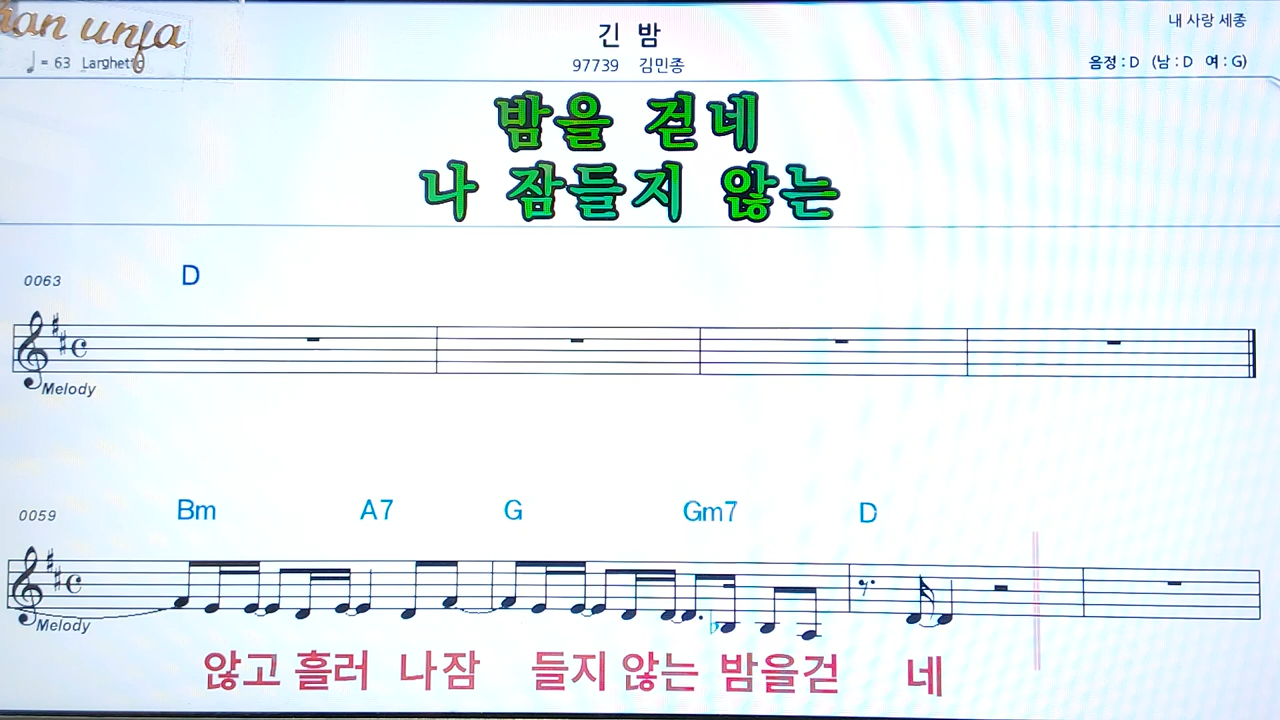 han unja
♩ = 63 Larghetto
긴 밤
97739 김민종
내 사랑 세종
음정 : D (남 : D 여 : G)
밤을 걷네
나 잠들지 않는
0063 D
Melody
0059 Bm A7 G Gm7 D
Melody
않고 흘러 나잠 들지 않는 밤을걷 네